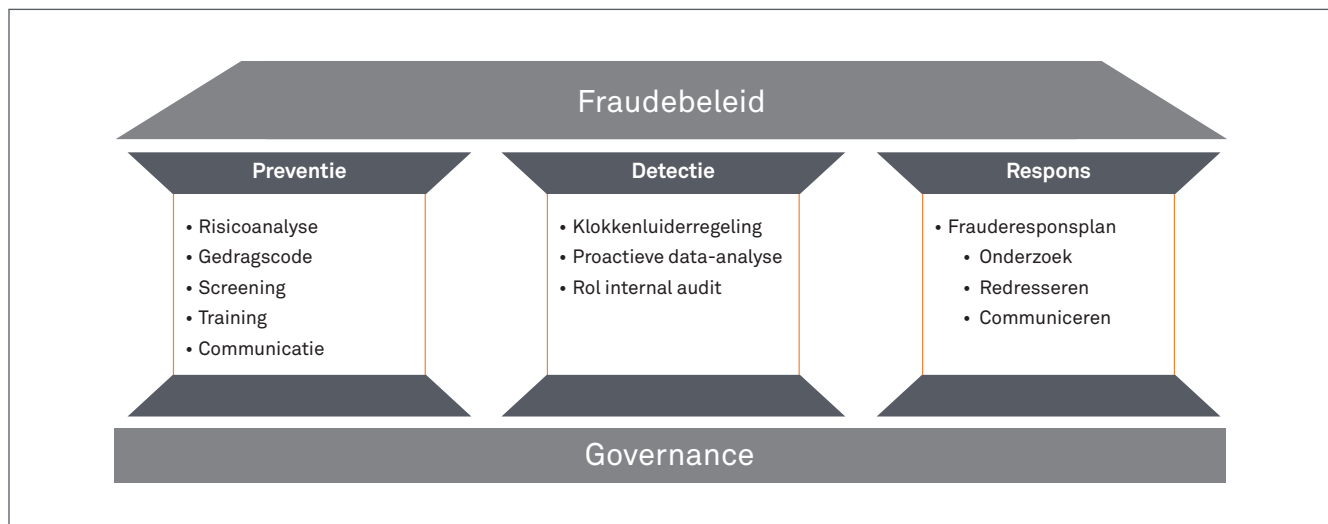 Fraudebeleid
Preventie
• Risicoanalyse
• Gedragscode
• Screening
• Training
• Communicatie
Detectie
• Klokkenluiderregeling
• Proactieve data-analyse
• Rol internal audit
Respons
• Frauderesponsplan
• Onderzoek
• Redresseren
• Communiceren
Governance